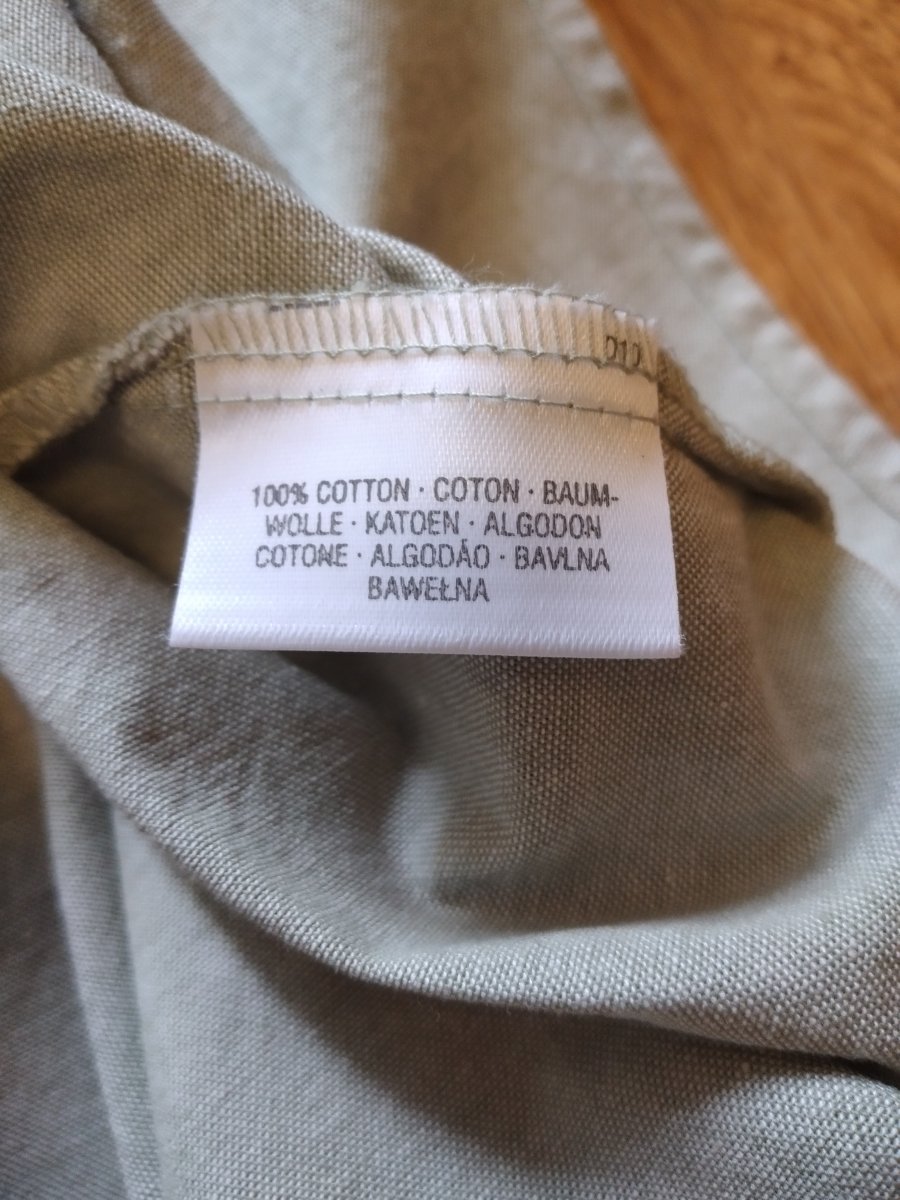 100% COTTON · COTON · BAUM-
WOLLE · KATOEN · ALGODON
COTONE · ALGODÃO · BAVLNA
BAWEŁNA